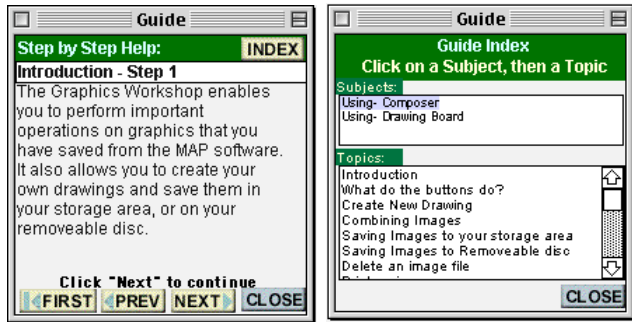 Guide
Step by Step Help:
INDEX
Introduction - Step 1
The Graphics Workshop enables
you to perform important
operations on graphics that you
have saved from the MAP software.
It also allows you to create your
own drawings and save them in
your storage area, or on your
removeable disc.
Click "Next" to continue
FIRST PREV NEXT CLOSE
Guide
Guide Index
Click on a Subject, then a Topic
Subjects:
Using- Composer
Using- Drawing Board
Topics:
Introduction
What do the buttons do?
Create New Drawing
Combining Images
Saving Images to your storage area
Saving Images to Removeable disc
Delete an image file
CLOSE